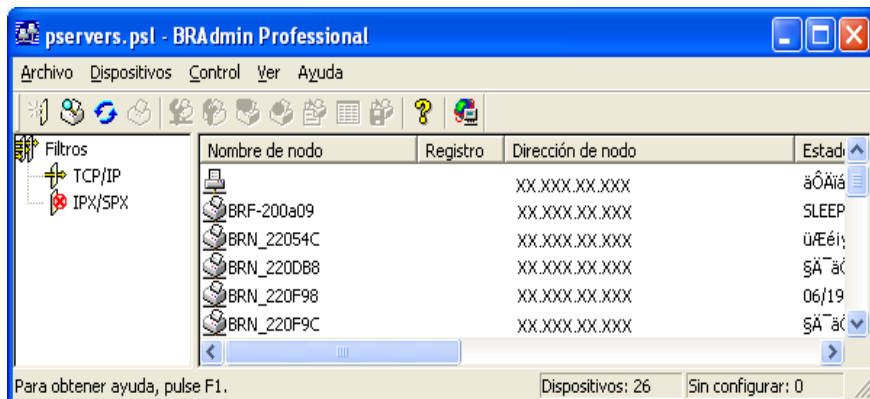 pservers.psl - BRAdmin Professional
Archivo Dispositivos Control Ver Ayuda
Filtros
TCP/IP
IPX/SPX
Nombre de nodo Registro Dirección de nodo Estad
XX.XXX.XX.XXX äÔÄïá
BRF-200a09 XX.XXX.XX.XXX SLEEP
BRN_22054C XX.XXX.XX.XXX
BRN_220DB8 XX.XXX.XX.XXX
BRN_220F98 XX.XXX.XX.XXX 06/19
BRN_220F9C XX.XXX.XX.XXX
Para obtener ayuda, pulse F1. Dispositivos: 26 Sin configurar: 0